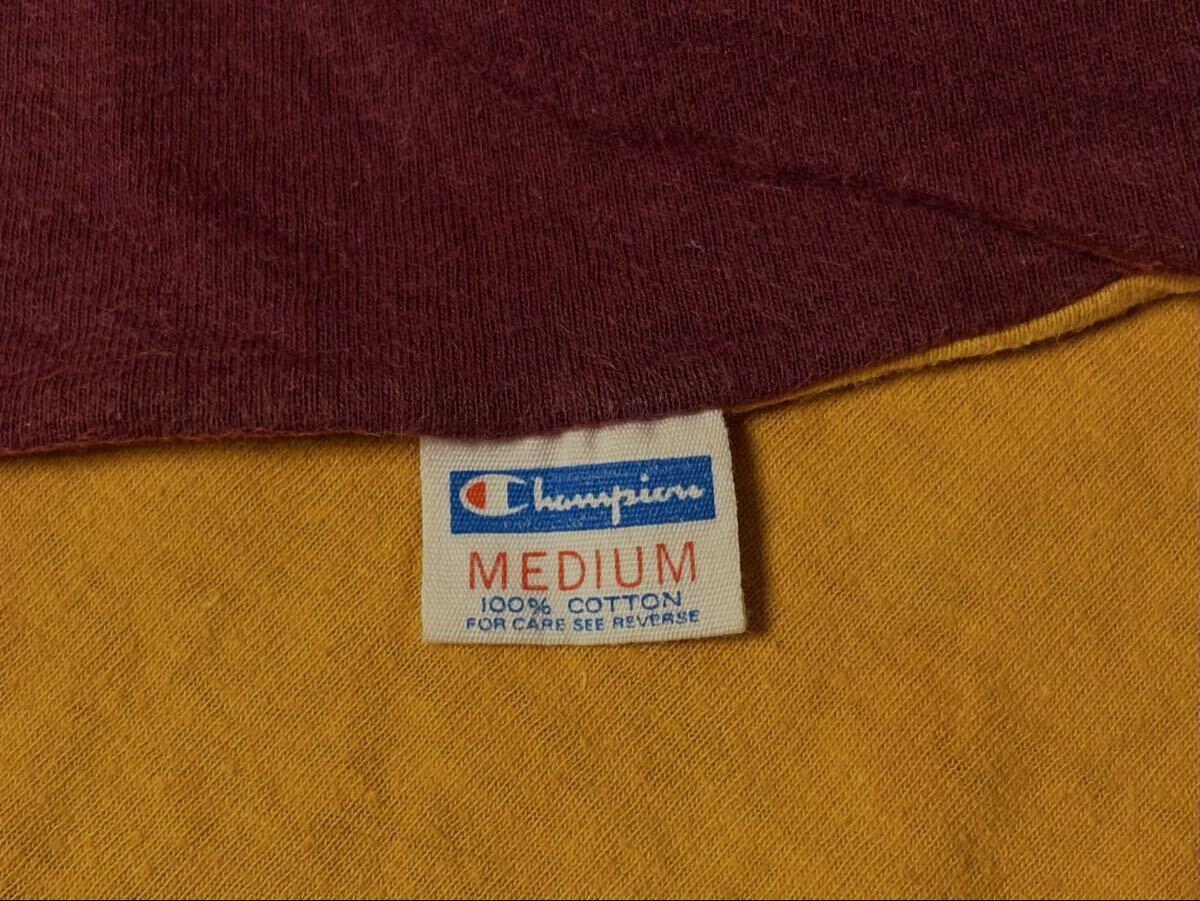 Champion
MEDIUM
100% COTTON
FOR CARE SEE REVERSE